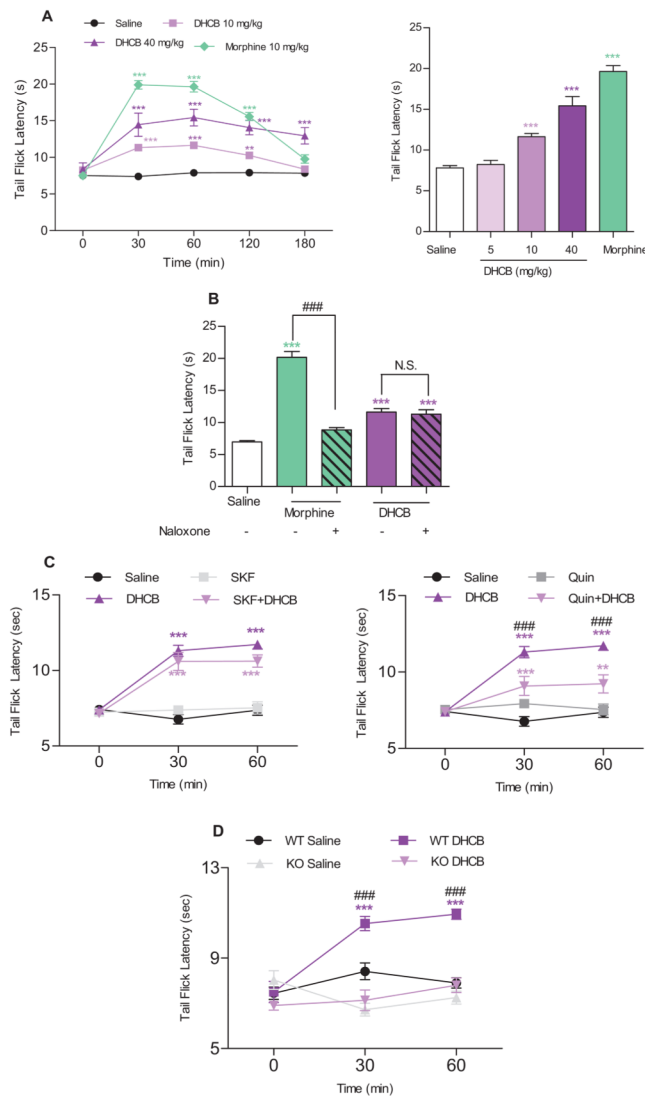 A
Saline
DHCB 10 mg/kg
DHCB 40 mg/kg
Morphine 10 mg/kg
Tail Flick Latency (s)
25
20
15
10
5
0
***
***
***
***
***
***
***
***
***
**
0
30
60
120
180
Time (min)
Tail Flick Latency (s)
25
20
15
10
5
0
***
***
***
Saline
5
10
40
Morphine
DHCB (mg/kg)
B
Tail Flick Latency (s)
25
20
15
10
5
0
###
***
N.S.
***
***
Saline
Morphine
DHCB
Naloxone
-
-
+
-
+
C
Saline
SKF
DHCB
SKF+DHCB
Tail Flick Latency (sec)
15
10
5
***
***
***
***
0
30
60
Time (min)
Saline
Quin
DHCB
Quin+DHCB
Tail Flick Latency (sec)
15
10
5
###
###
***
***
***
**
0
30
60
Time (min)
D
WT Saline
WT DHCB
KO Saline
KO DHCB
Tail Flick Latency (sec)
13
9
5
###
###
***
***
0
30
60
Time (min)